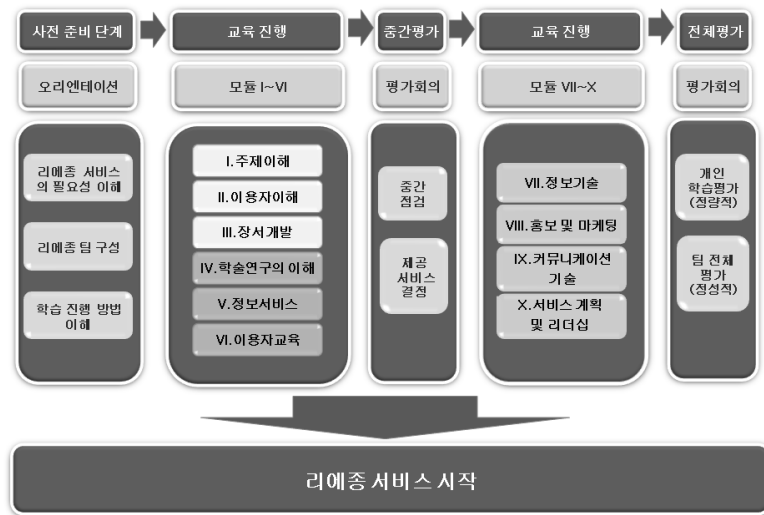 사전 준비 단계
교육 진행
중간평가
교육 진행
전체평가
오리엔테이션
모듈 I~VI
평가회의
모듈 VII~X
평가회의
리에종 서비스
의 필요성 이해
리에종 팀 구성
학습 진행 방법
이해
I.주제이해
II.이용자이해
III.장서개발
IV.학술연구의 이해
V.정보서비스
VI.이용자교육
중간
점검
제공
서비스
결정
VII.정보기술
VIII.홍보 및 마케팅
IX.커뮤니케이션
기술
X.서비스 계획
및 리더십
개인
학습평가
(정량적)
팀 전체
평가
(정성적)
리에종 서비스 시작